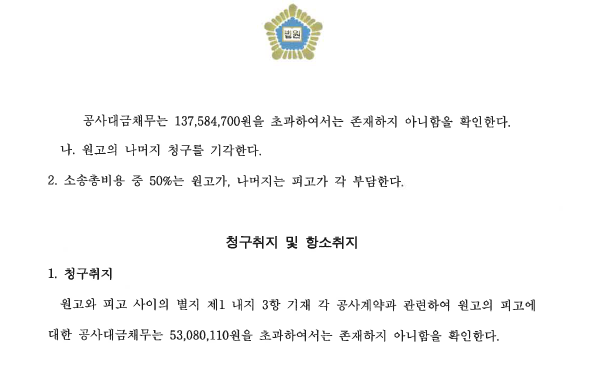 법원
공사대금채무는 137,584,700원을 초과하여서는 존재하지 아니함을 확인한다.
나. 원고의 나머지 청구를 기각한다.
2. 소송총비용 중 50%는 원고가, 나머지는 피고가 각 부담한다.
청구취지 및 항소취지
1. 청구취지
원고와 피고 사이의 별지 제1 내지 3항 기재 각 공사계약과 관련하여 원고의 피고에
대한 공사대금채무는 53,080,110원을 초과하여서는 존재하지 아니함을 확인한다.